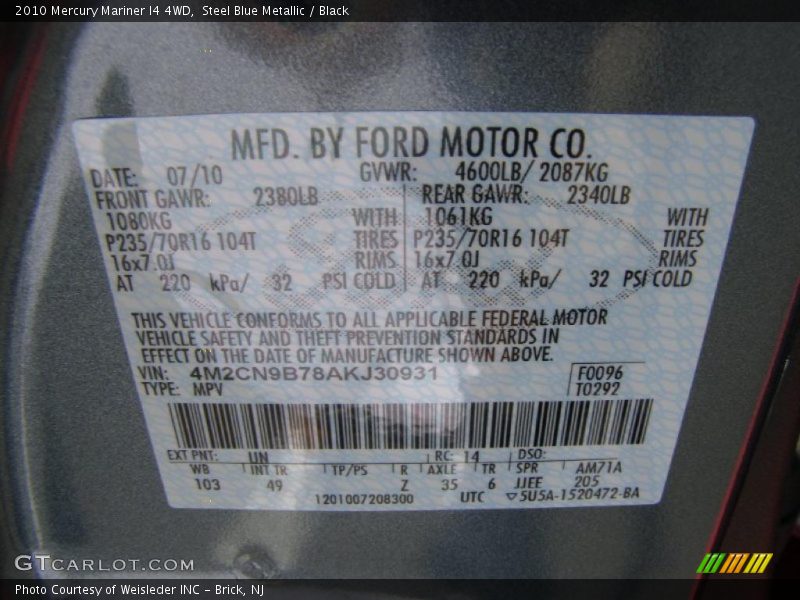 2010 Mercury Mariner I4 4WD, Steel Blue Metallic / Black
MFD. BY FORD MOTOR CO.
DATE: 07/10 GVWR: 4600LB/ 2087KG
FRONT GAWR: 2380LB REAR GAWR: 2340LB
1080KG WITH 1061KG WITH
P235/70R16 104T TIRES P235/70R16 104T TIRES
16x7.0J RIMS 16x7.0J RIMS
AT 220 kPa/ 32 PSI COLD AT 220 kPa/ 32 PSI COLD
THIS VEHICLE CONFORMS TO ALL APPLICABLE FEDERAL MOTOR
VEHICLE SAFETY AND THEFT PREVENTION STANDARDS IN
EFFECT ON THE DATE OF MANUFACTURE SHOWN ABOVE.
VIN: 4M2CN9B78AKJ30931 F0096
TYPE: MPV T0292
EXT PNT: UN RC: 14 DSO:
WB INT TR TP/PS R AXLE TR SPR AM71A
103 49 Z 35 6 JJEE 205
1201007208300 UTC ▽5U5A-1520472-BA
GTCARLOT.COM
Photo Courtesy of Weisleder INC - Brick, NJ